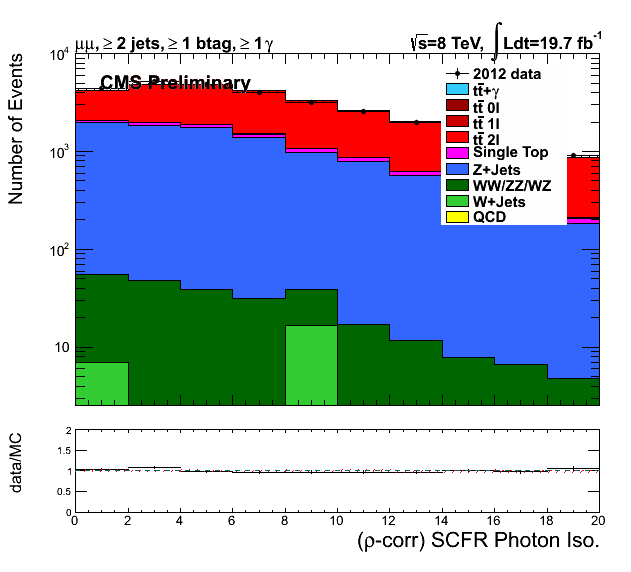 μμ, ≥ 2 jets, ≥ 1 btag, ≥ 1 γ
√s=8 TeV, ∫ Ldt=19.7 fb⁻¹
CMS Preliminary
Number of Events
10⁴
10³
10²
10
2012 data
tt̄+γ
tt̄ 0l
tt̄ 1l
tt̄ 2l
Single Top
Z+Jets
WW/ZZ/WZ
W+Jets
QCD
data/MC
2
1.5
1
0.5
0
0 2 4 6 8 10 12 14 16 18 20
(ρ-corr) SCFR Photon Iso.